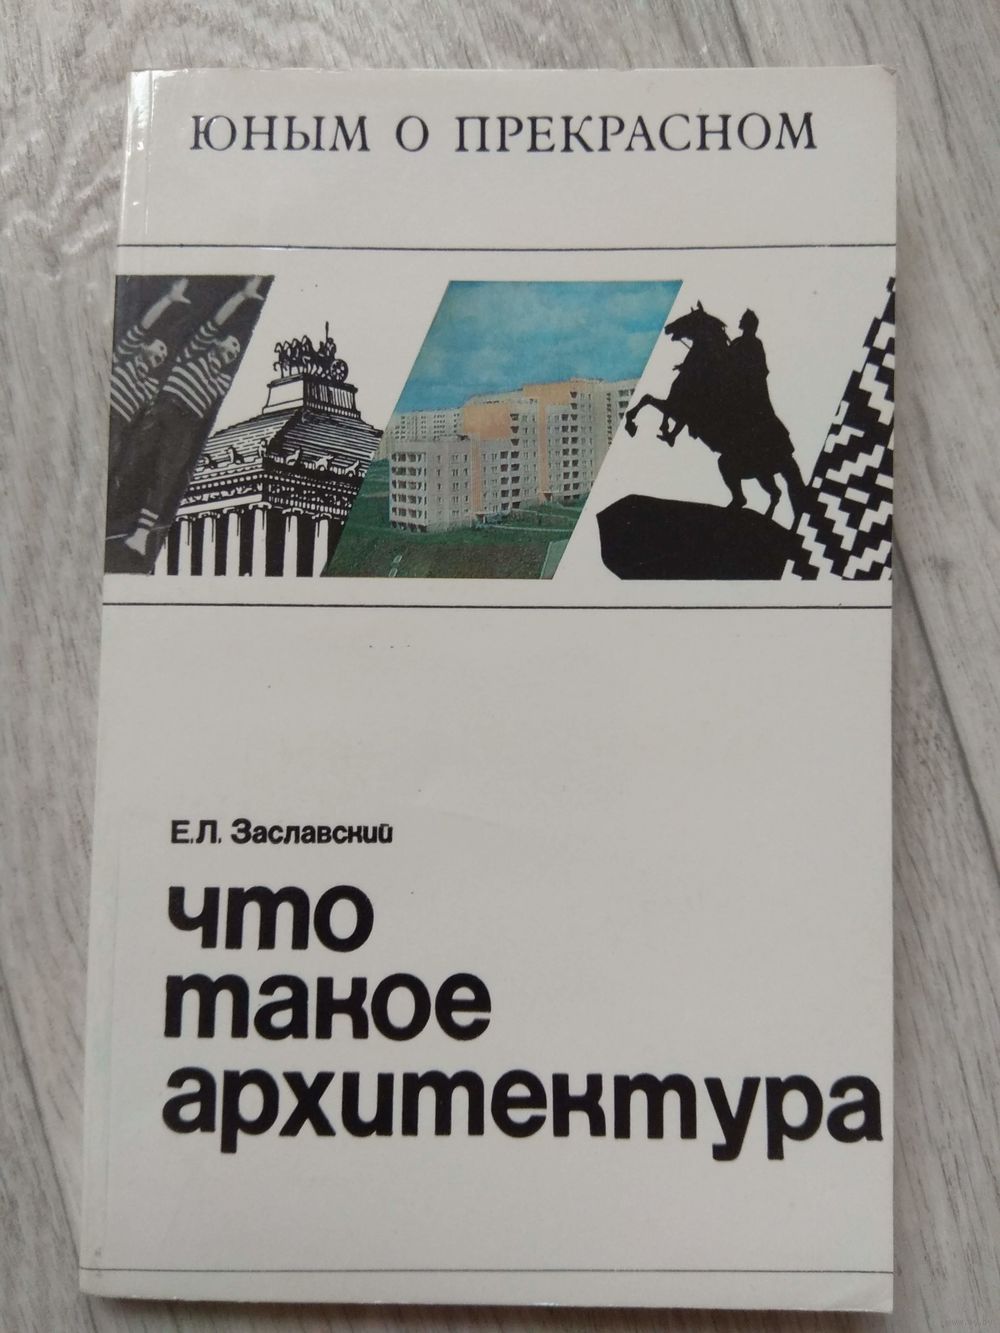 ЮНЫМ О ПРЕКРАСНОМ
Е.Л. Заславский
что
такое
архитектура